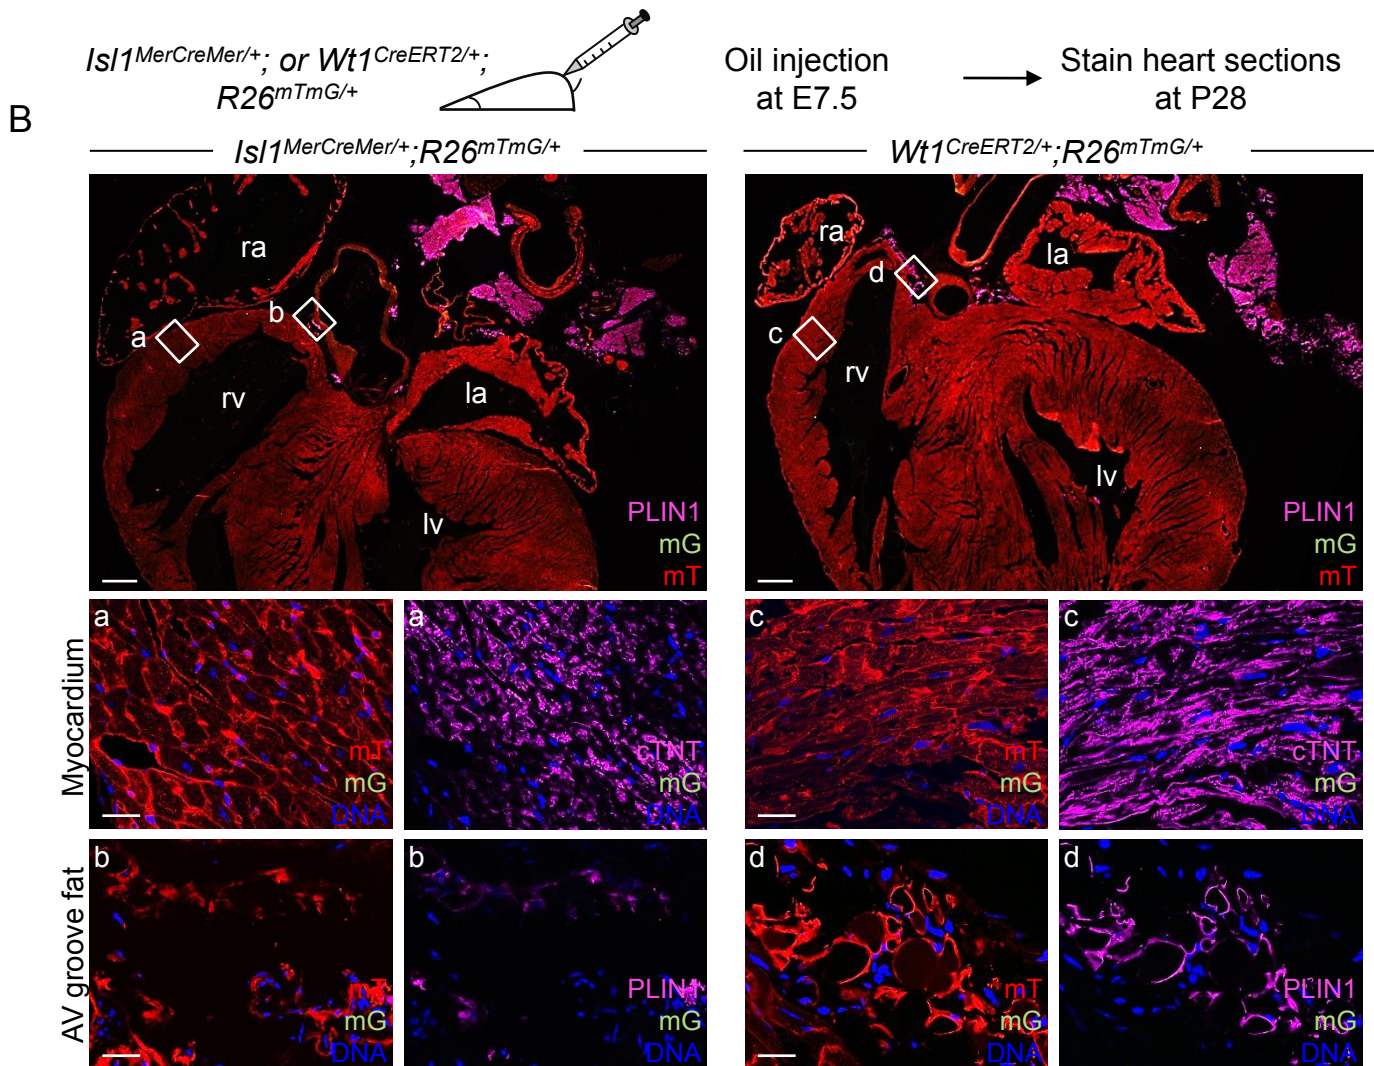 Isl1MerCreMer/+; or Wt1CreERT2/+;
R26mTmG/+
Oil injection
at E7.5
Stain heart sections
at P28
B
Isl1MerCreMer/+;R26mTmG/+
Wt1CreERT2/+;R26mTmG/+
ra
a
b
rv
la
lv
PLIN1
mG
mT
ra
la
d
c
rv
lv
PLIN1
mG
mT
Myocardium
a
mT
mG
DNA
a
cTNT
mG
DNA
c
mT
mG
DNA
c
cTNT
mG
DNA
AV groove fat
b
mT
mG
DNA
b
PLIN1
mG
DNA
d
mT
mG
DNA
d
PLIN1
mG
DNA